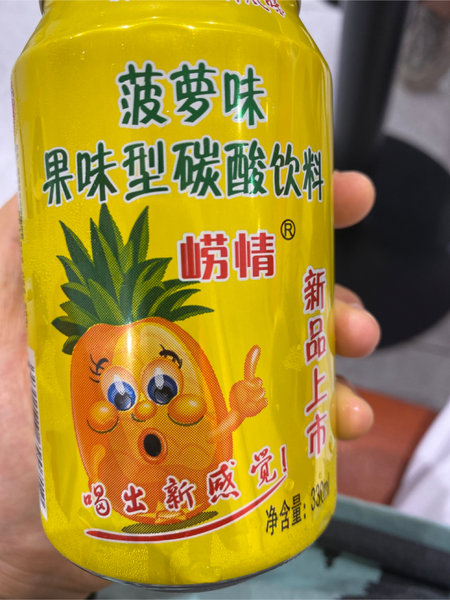 菠萝味
果味型碳酸饮料
崂情®
新品上市
喝出新感觉!
净含量: 330ml